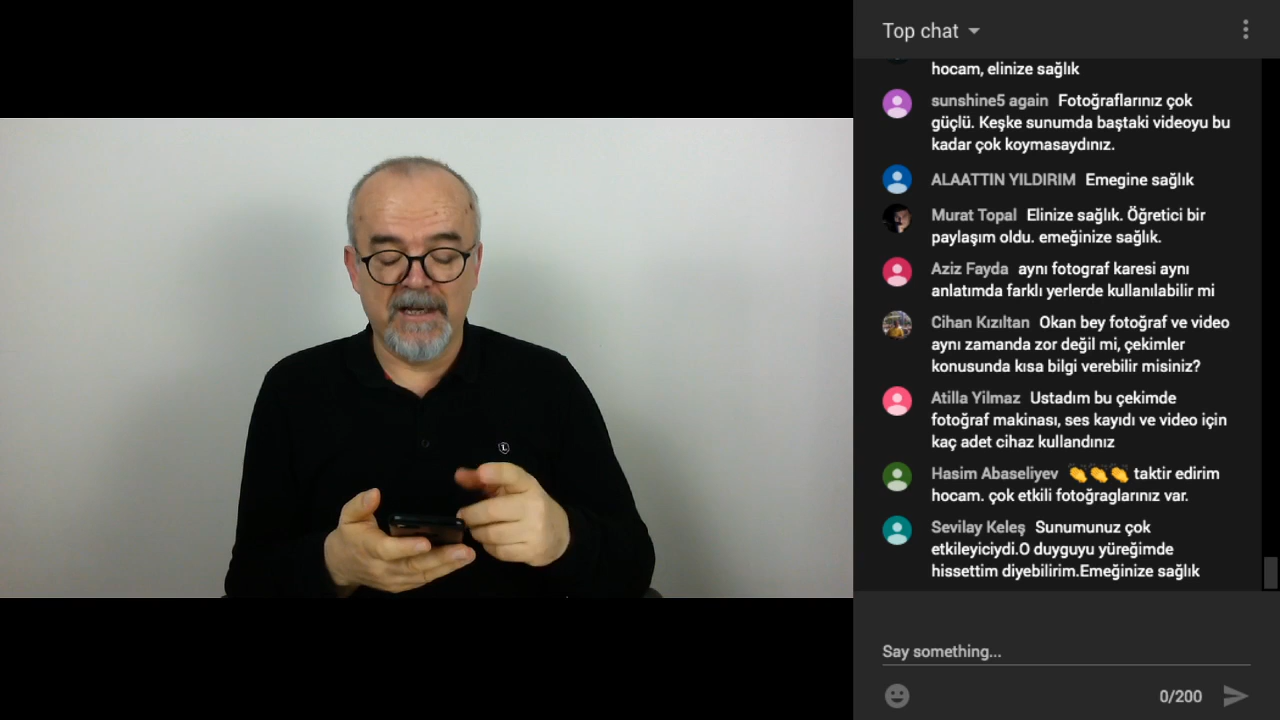 Top chat
hocam, elinize sağlık
sunshine5 again Fotoğraflarınız çok
güçlü. Keşke sunumda baştaki videoyu bu
kadar çok koymasaydınız.
ALAATTIN YILDIRIM Emegine sağlık
Murat Topal Elinize sağlık. Öğretici bir
paylaşım oldu. emeğinize sağlık.
Aziz Fayda aynı fotograf karesi aynı
anlatımda farklı yerlerde kullanılabilir mi
Cihan Kızıltan Okan bey fotoğraf ve video
aynı zamanda zor değil mi, çekimler
konusunda kısa bilgi verebilir misiniz?
Atilla Yilmaz Ustadım bu çekimde
fotoğraf makinası, ses kayıdı ve video için
kaç adet cihaz kullandınız
Hasim Abaseliyev 👏👏👏 taktir edirim
hocam. çok etkili fotoğraglarınız var.
Sevilay Keleş Sunumunuz çok
etkileyiciydi.O duyguyu yüreğimde
hissettim diyebilirim.Emeğinize sağlık
Say something...
0/200